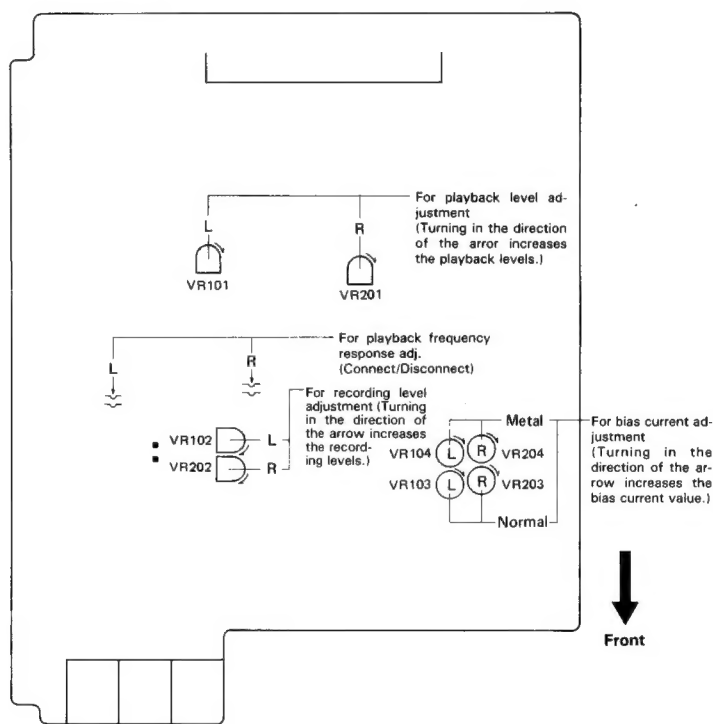 For playback level ad-
justment
(Turning in the direction
of the arror increases
the playback levels.)
L
R
VR101
VR201
For playback frequency
response adj.
(Connect/Disconnect)
L
R
For recording level
adjustment (Turning
in the direction of
the arrow increases
the record-
ing levels.)
VR102
L
VR202
R
Metal
VR104
L
R
VR204
VR103
L
R
VR203
Normal
For bias current ad-
justment
(Turning in the
direction of the ar-
row increases the
bias current value.)
Front